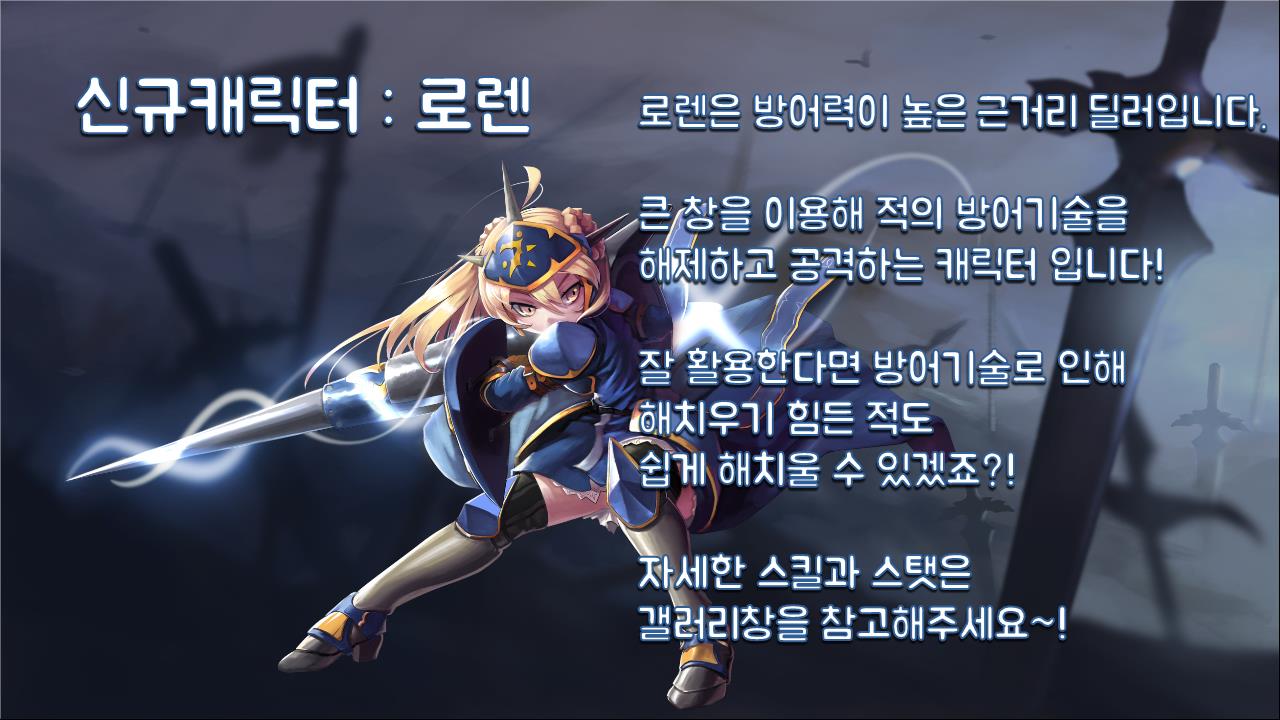 신규캐릭터 : 로렌
로렌은 방어력이 높은 근거리 딜러입니다.
큰 창을 이용해 적의 방어기술을
해제하고 공격하는 캐릭터 입니다!
잘 활용한다면 방어기술로 인해
해치우기 힘든 적도
쉽게 해치울 수 있겠죠?!
자세한 스킬과 스탯은
갤러리창을 참고해주세요~!